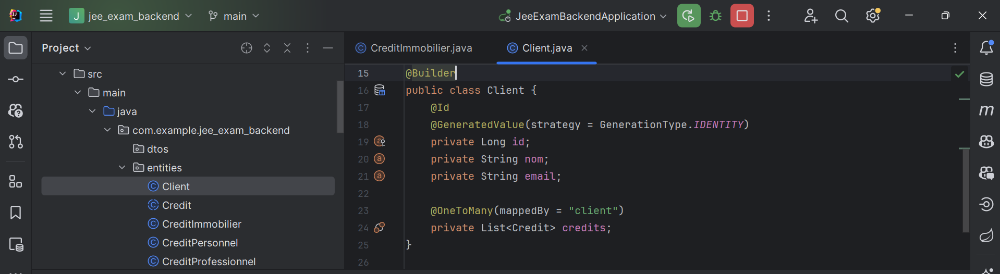 J jee_exam_backend main JeeExamBackendApplication
Project
src
main
java
com.example.jee_exam_backend
dtos
entities
Client
Credit
CreditImmobilier
CreditPersonnel
CreditProfessionnel
CreditImmobilier.java Client.java
15 @Builder
16 public class Client {
17 @Id
18 @GeneratedValue(strategy = GenerationType.IDENTITY)
19 private Long id;
20 private String nom;
21 private String email;
22
23 @OneToMany(mappedBy = "client")
24 private List<Credit> credits;
25 }
26